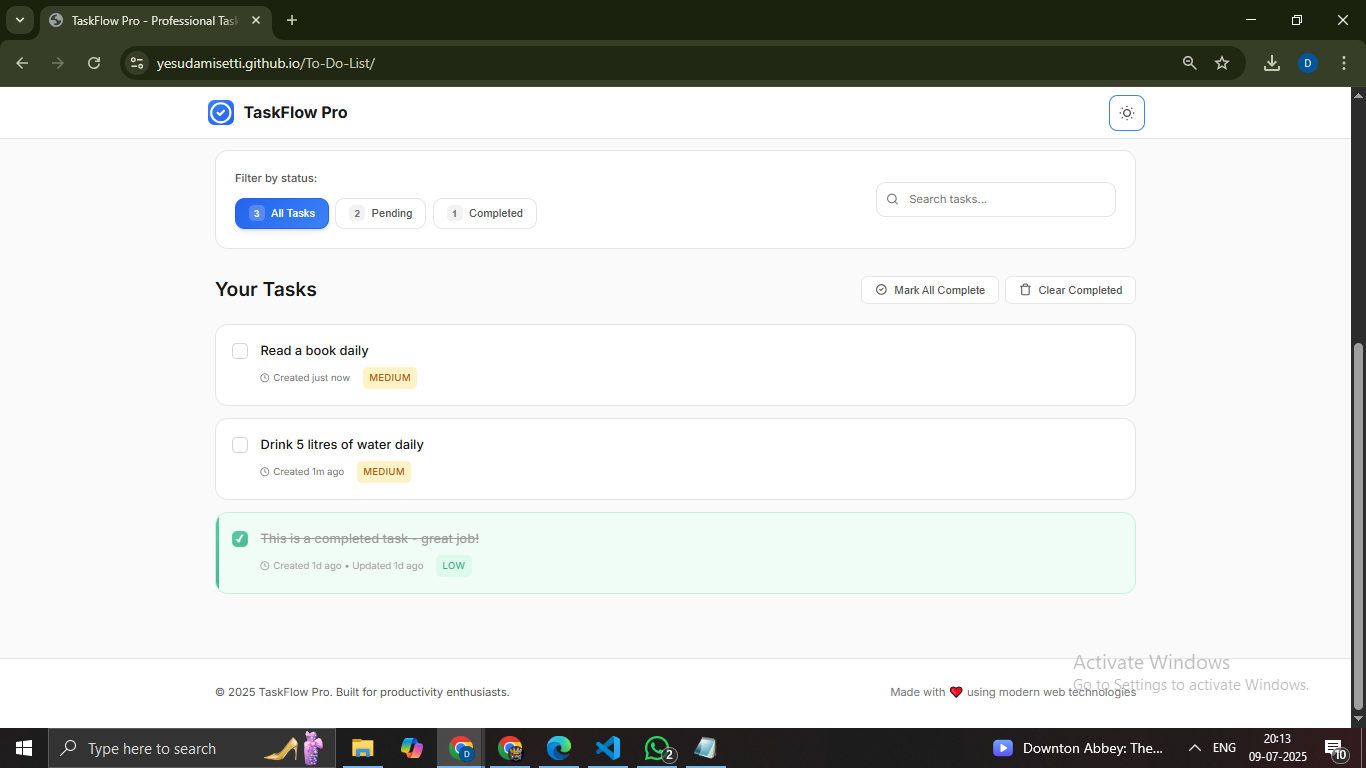 TaskFlow Pro - Professional Tas
yesudamisetti.github.io/To-Do-List/
D
TaskFlow Pro
Filter by status:
3 All Tasks
2 Pending
1 Completed
Search tasks...
Your Tasks
Mark All Complete
Clear Completed
Read a book daily
Created just now
MEDIUM
Drink 5 litres of water daily
Created 1m ago
MEDIUM
This is a completed task - great job!
Created 1d ago • Updated 1d ago
LOW
Activate Windows
Go to Settings to activate Windows.
© 2025 TaskFlow Pro. Built for productivity enthusiasts.
Made with ❤ using modern web technologies
Type here to search
D
2
Downton Abbey: The...
ENG
20:13
09-07-2025
10